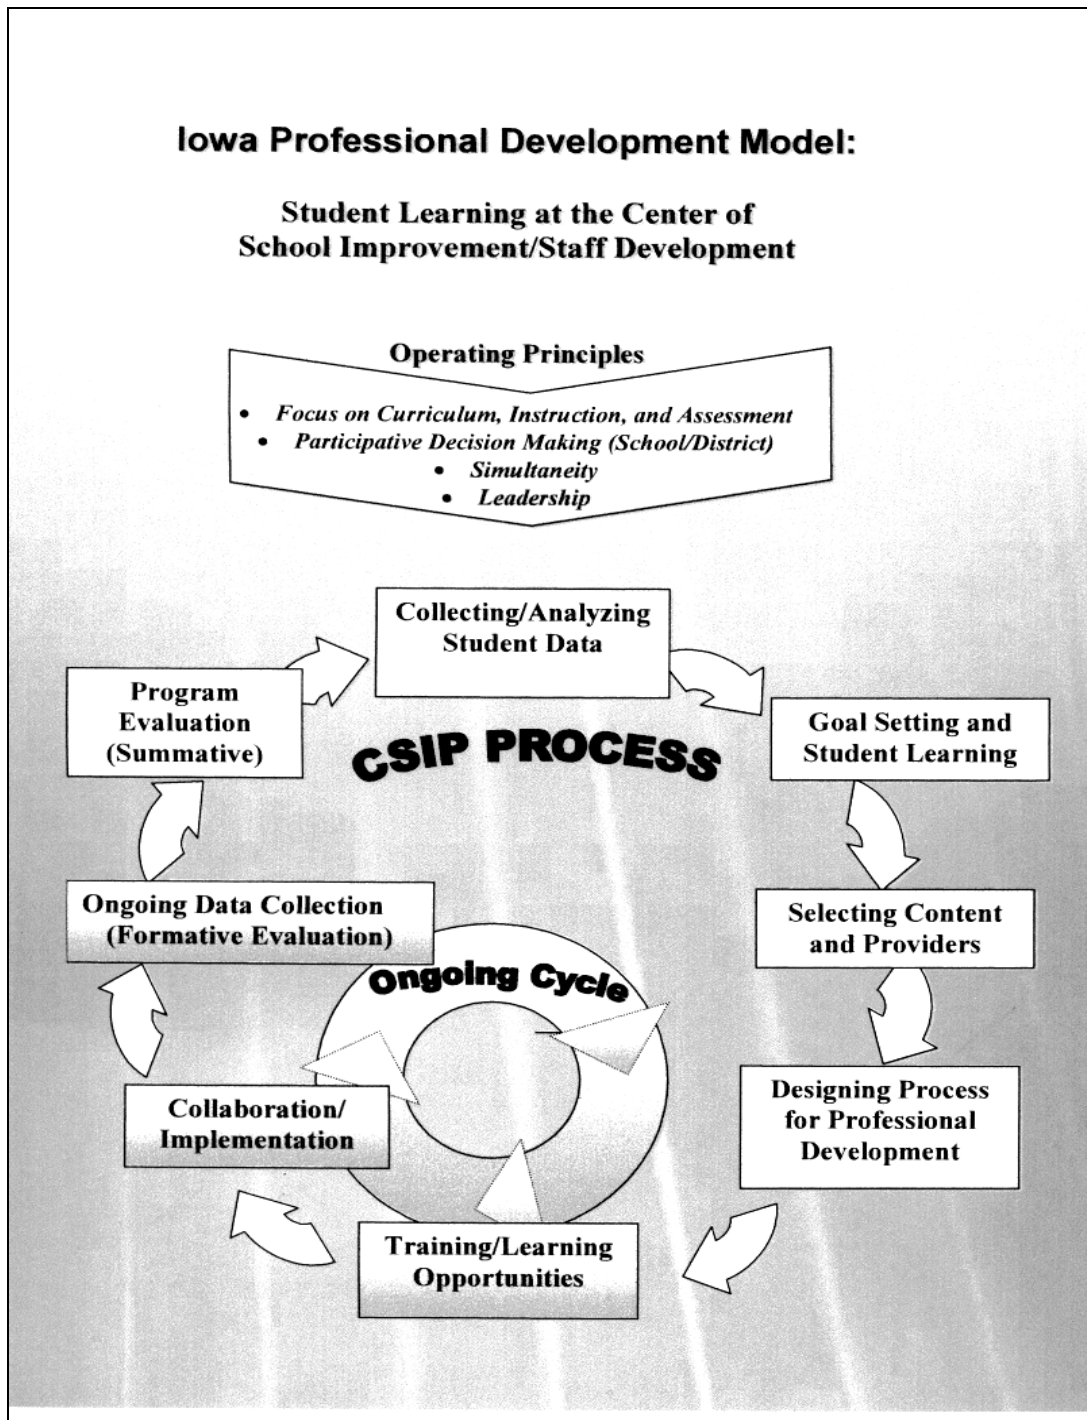 Iowa Professional Development Model:
Student Learning at the Center of
School Improvement/Staff Development
Operating Principles
• Focus on Curriculum, Instruction, and Assessment
• Participative Decision Making (School/District)
• Simultaneity
• Leadership
Collecting/Analyzing
Student Data
Program
Evaluation
(Summative)
Goal Setting and
Student Learning
CSIP PROCESS
Ongoing Data Collection
(Formative Evaluation)
Selecting Content
and Providers
Ongoing Cycle
Collaboration/
Implementation
Designing Process
for Professional
Development
Training/Learning
Opportunities